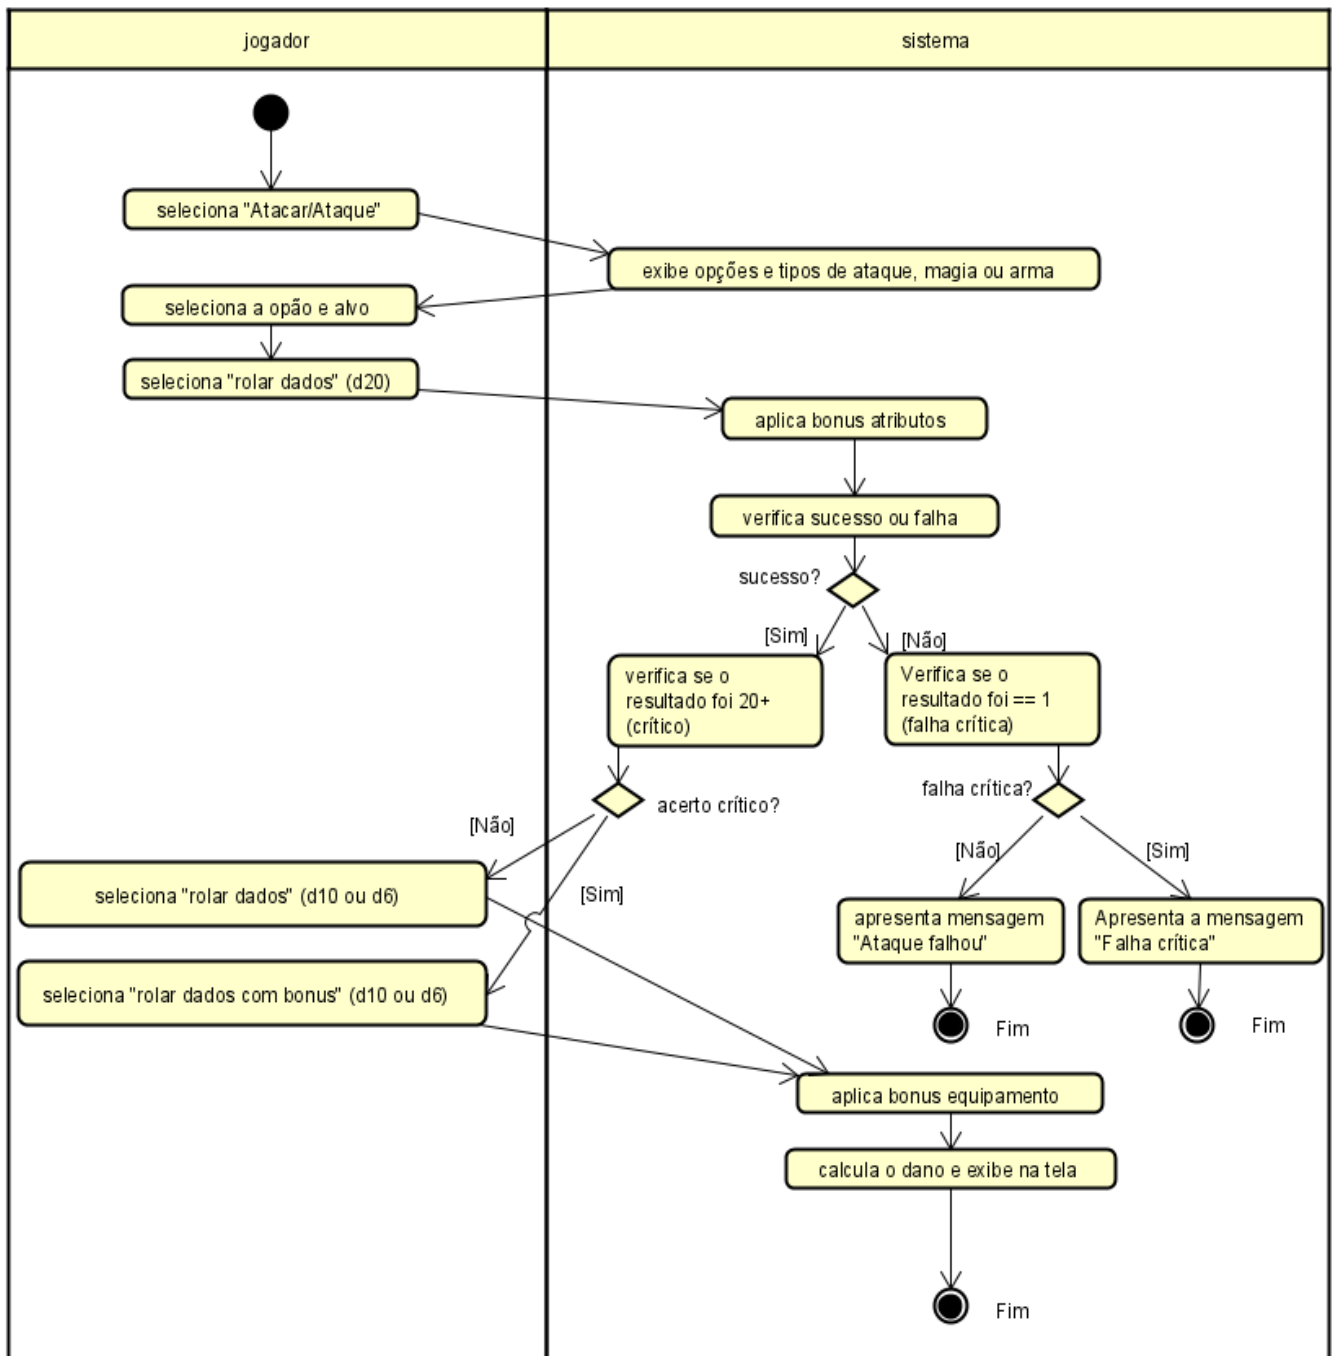 jogador
sistema
seleciona "Atacar/Ataque"
exibe opções e tipos de ataque, magia ou arma
seleciona a opão e alvo
seleciona "rolar dados" (d20)
aplica bonus atributos
verifica sucesso ou falha
sucesso?
[Sim]
[Não]
verifica se o
resultado foi 20+
(crítico)
Verifica se o
resultado foi == 1
(falha crítica)
acerto crítico?
falha crítica?
[Não]
[Sim]
[Não]
[Sim]
seleciona "rolar dados" (d10 ou d6)
apresenta mensagem
"Ataque falhou"
Apresenta a mensagem
"Falha crítica"
seleciona "rolar dados com bonus" (d10 ou d6)
Fim
Fim
aplica bonus equipamento
calcula o dano e exibe na tela
Fim